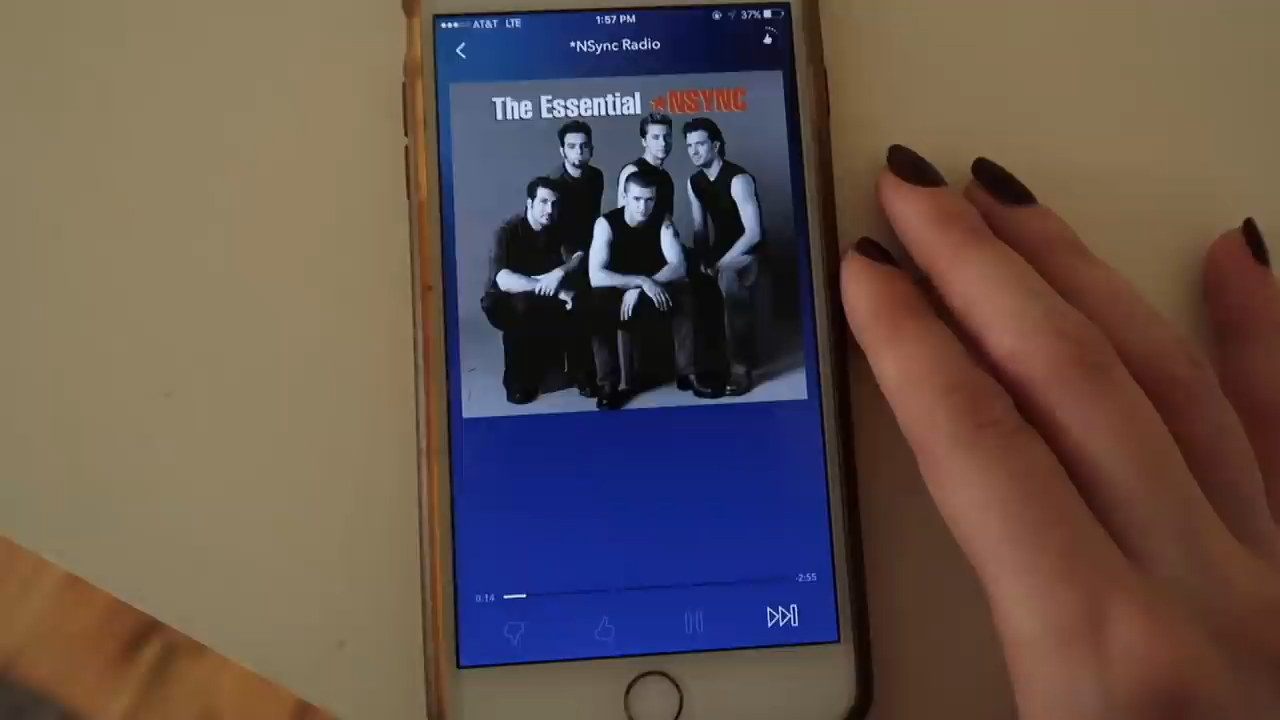 AT&T LTE 1:57 PM 37%
*NSync Radio
The Essential *NSYNC
0:14 -2:55